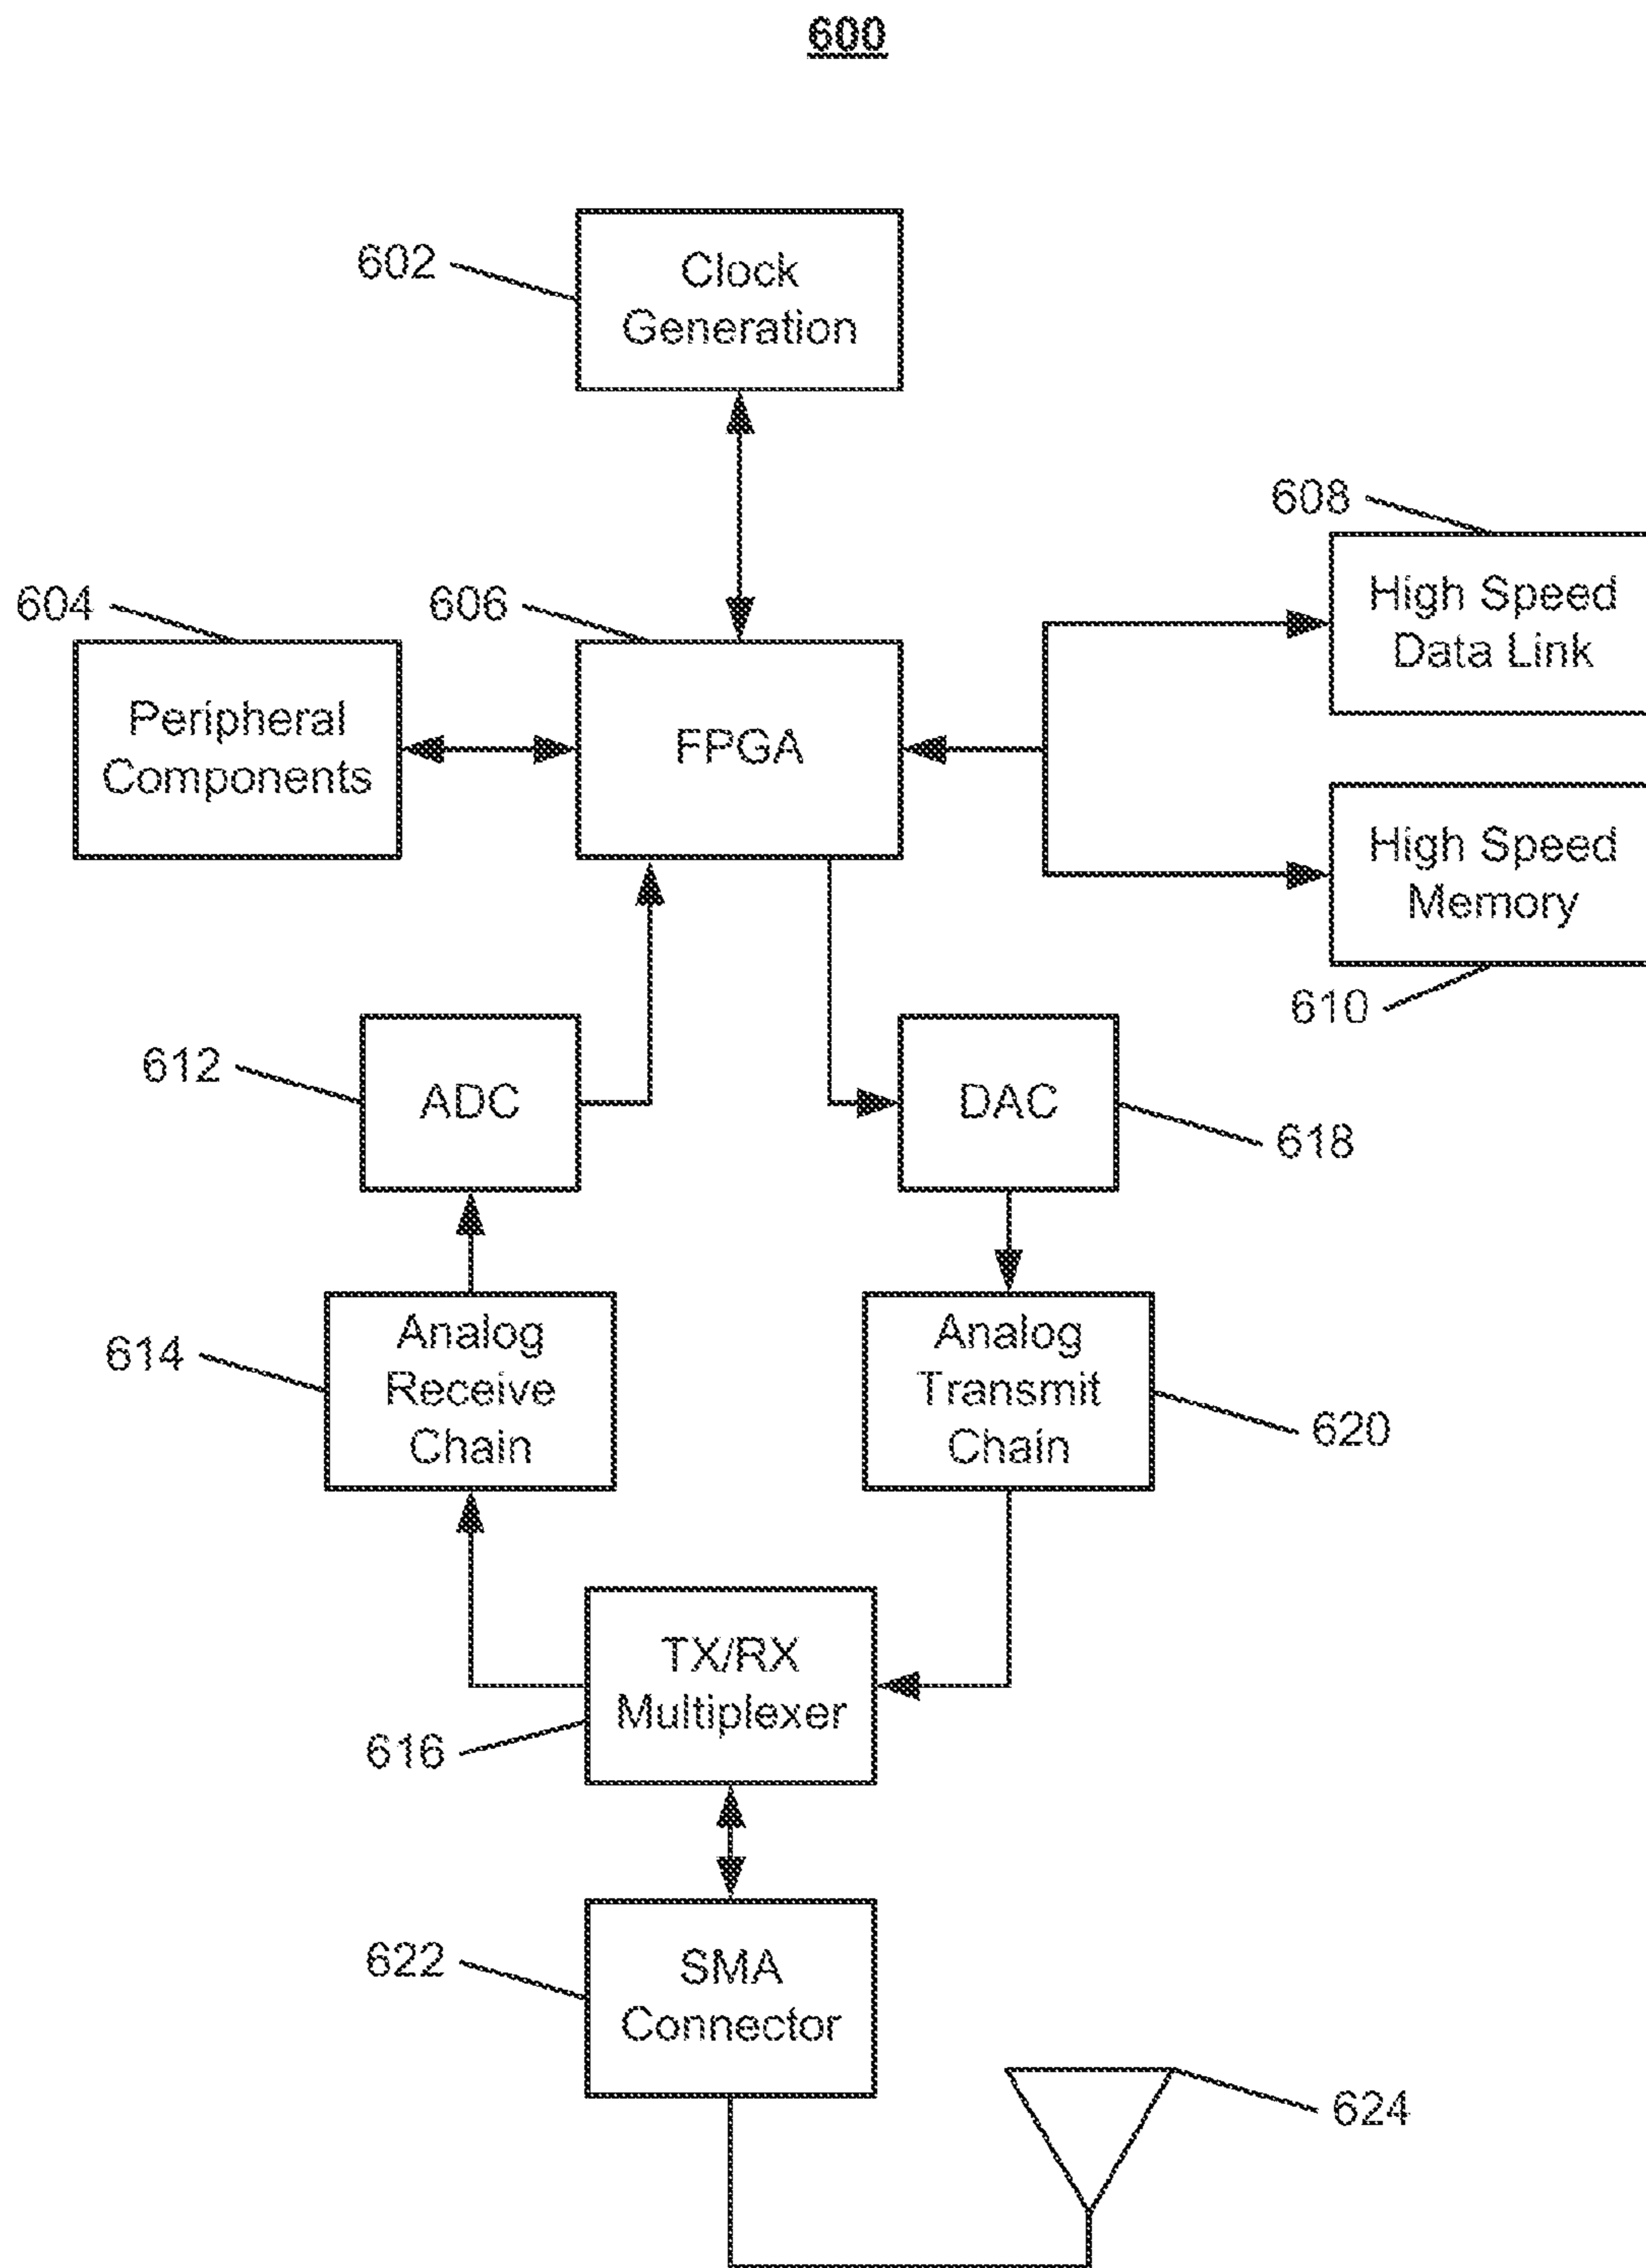 600
602
Clock
Generation
608
High Speed
Data Link
604
Peripheral
Components
606
FPGA
High Speed
Memory
610
612
ADC
DAC
618
614
Analog
Receive
Chain
Analog
Transmit
Chain
620
TX/RX
Multiplexer
616
622
SMA
Connector
624